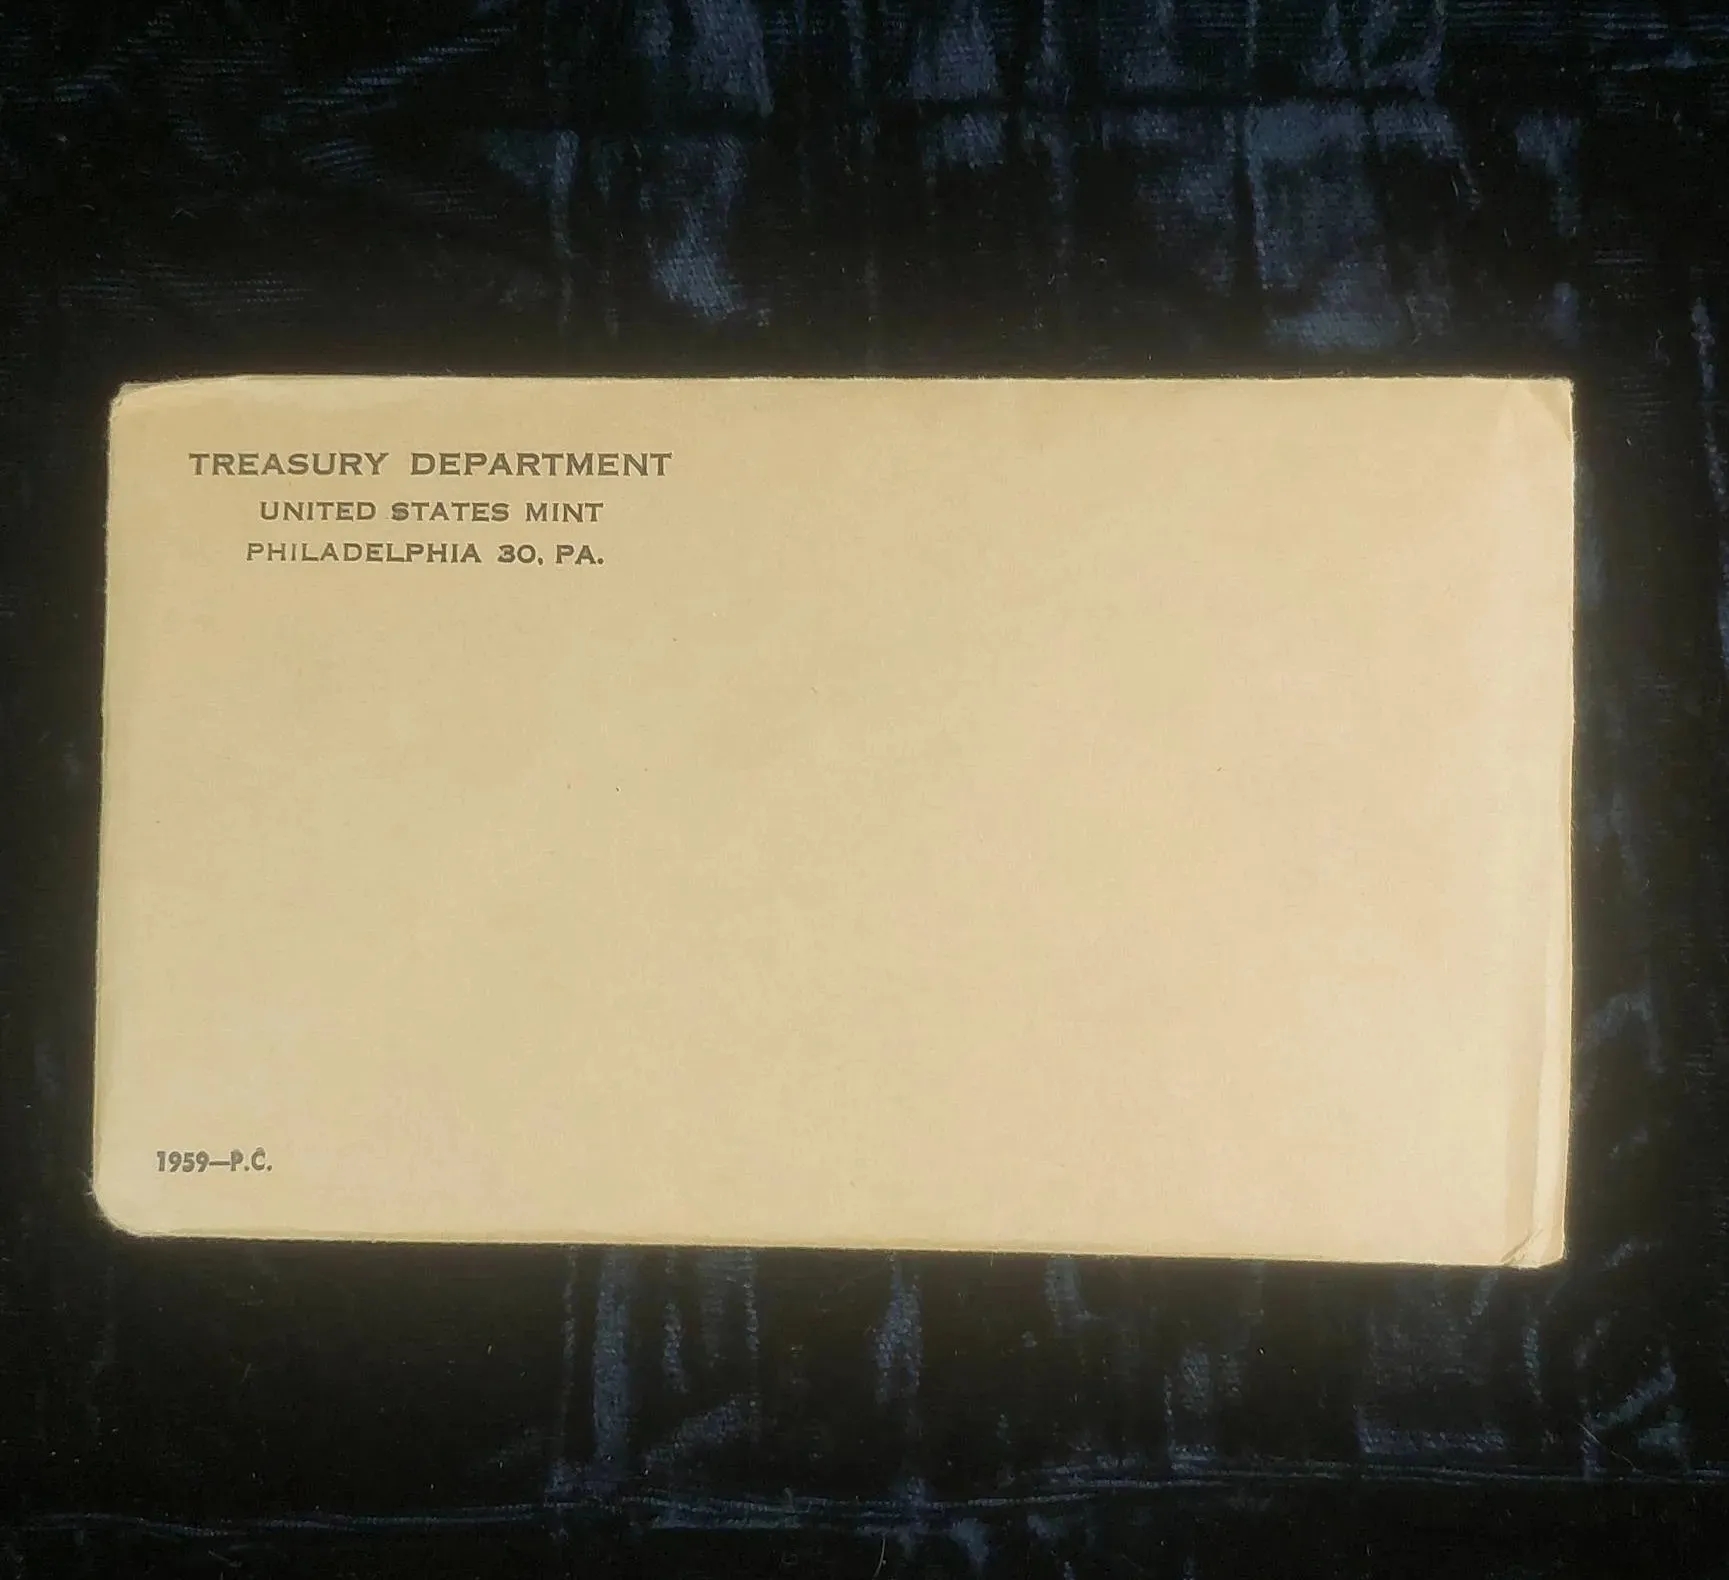 TREASURY DEPARTMENT
UNITED STATES MINT
PHILADELPHIA 30, PA.
1959—P.C.